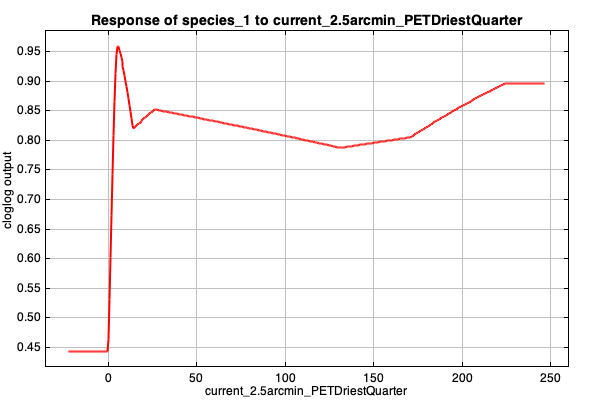 Response of species_1 to current_2.5arcmin_PETDriestQuarter
cloglog output
0.95
0.90
0.85
0.80
0.75
0.70
0.65
0.60
0.55
0.50
0.45
0 50 100 150 200 250
current_2.5arcmin_PETDriestQuarter